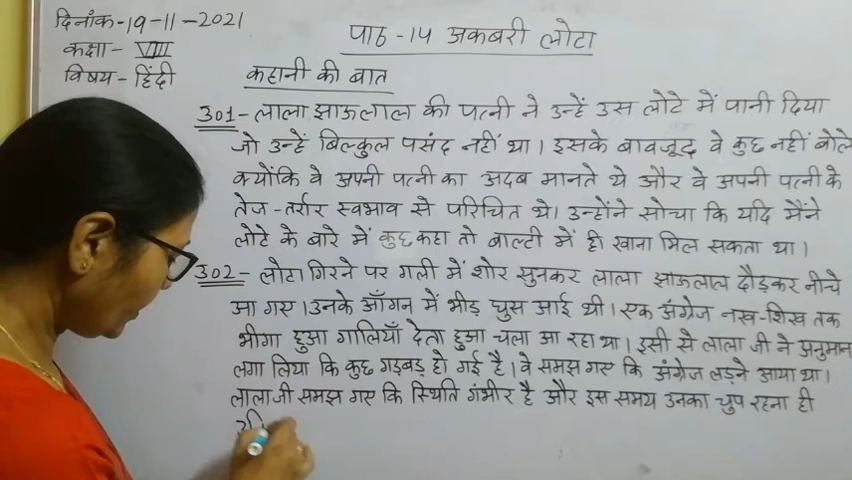 दिनांक-19-11-2021
कक्षा- VIII
विषय- हिंदी
पाठ -14 अकबरी लोटा
कहानी की बात
उ०1- लाला झाऊलाल की पत्नी ने उन्हें उस लोटे में पानी दिया
जो उन्हें बिल्कुल पसंद नहीं था। इसके बावजूद वे कुछ नहीं बोले
क्योंकि वे अपनी पत्नी का अदब मानते थे और वे अपनी पत्नी के
तेज-तर्रार स्वभाव से परिचित थे। उन्होंने सोचा कि यदि मैंने
लोटे के बारे में कुछ कहा तो बाल्टी में ही खाना मिल सकता था।
उ०2- लोटा गिरने पर गली में शोर सुनकर लाला झाऊलाल दौड़कर नीचे
आ गए। उनके आँगन में भीड़ घुस आई थी। एक अंग्रेज नख-शिख तक
भीगा हुआ गालियाँ देता हुआ चला आ रहा था। इसी से लाला जी ने अनुमान
लगा लिया कि कुछ गड़बड़ हो गई है। वे समझ गए कि अंग्रेज लड़ने आया था।
लालाजी समझ गए कि स्थिति गंभीर है और इस समय उनका चुप रहना ही